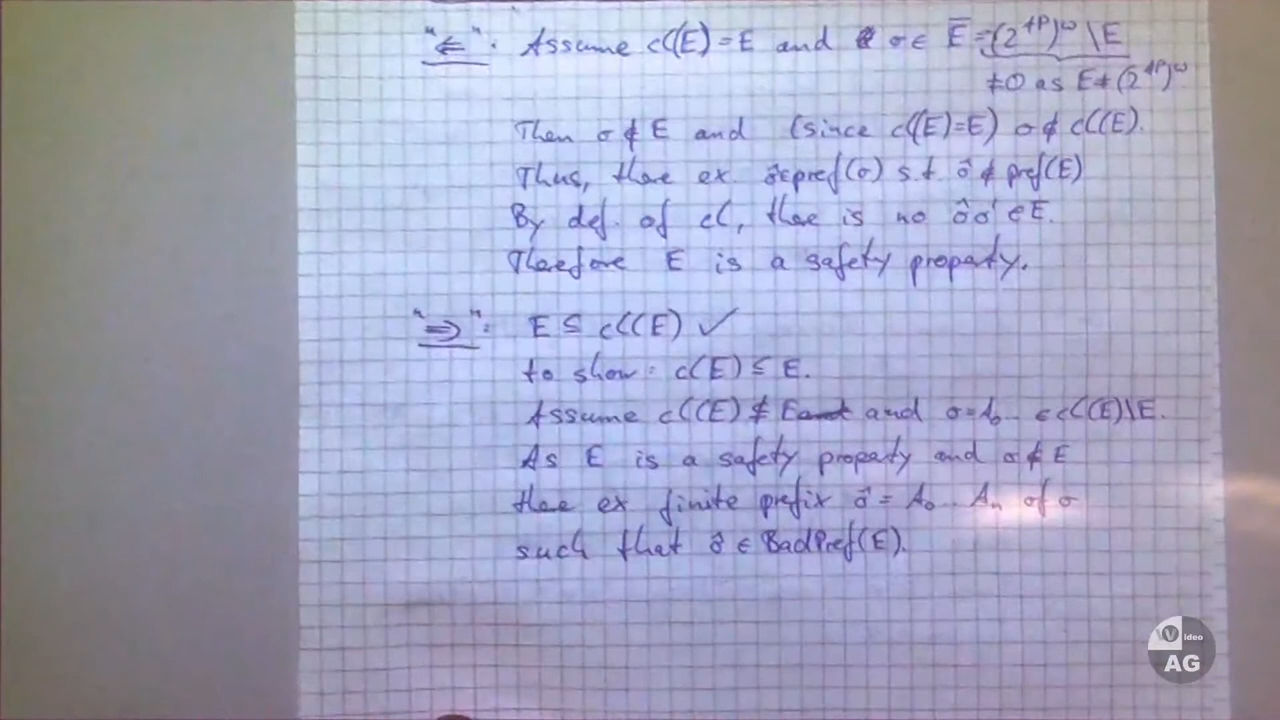 "⇐": Assume cl(E)=E and σ∈ Ē=(2^AP)^ω \E
≠∅ as E≠(2^AP)^ω
Then σ∉E and (since cl(E)=E) σ∉cl(E).
Thus, there ex. σ̂∈pref(σ) s.t. σ̂∉pref(E)
By def. of cl, there is no σ̂σ'∈E.
Therefore E is a safety property.
"⇒": E⊆cl(E) ✓
to show: cl(E)⊆E.
Assume cl(E)⊈E and σ=A₀... ∈cl(E)\E.
As E is a safety property and σ∉E
there ex finite prefix σ̂=A₀...Aₙ of σ
such that σ̂∈BadPref(E).
Video
AG